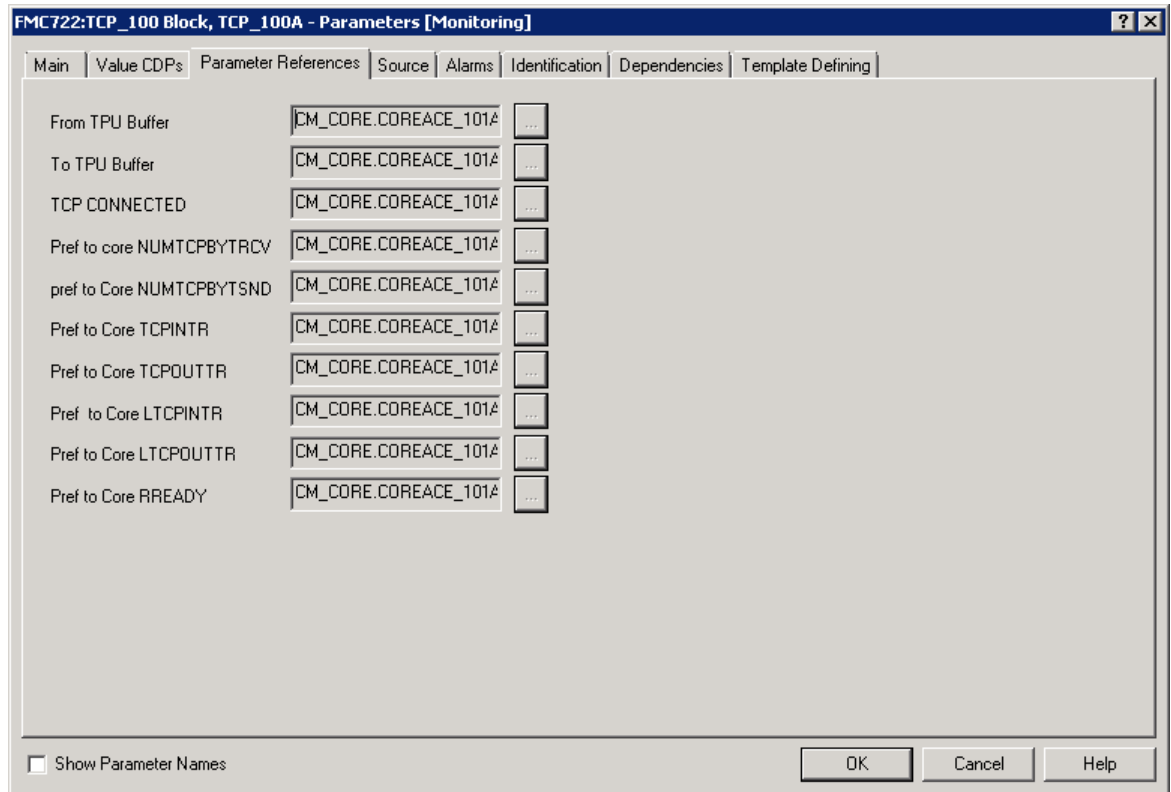 FMC722:TCP_100 Block, TCP_100A - Parameters [Monitoring]
Main Value CDPs Parameter References Source Alarms Identification Dependencies Template Defining
From TPU Buffer CM_CORE.COREACE_101A ...
To TPU Buffer CM_CORE.COREACE_101A ...
TCP CONNECTED CM_CORE.COREACE_101A ...
Pref to core NUMTCPBYTRCV CM_CORE.COREACE_101A ...
pref to Core NUMTCPBYTSND CM_CORE.COREACE_101A ...
Pref to Core TCPINTR CM_CORE.COREACE_101A ...
Pref to Core TCPOUTTR CM_CORE.COREACE_101A ...
Pref to Core LTCPINTR CM_CORE.COREACE_101A ...
Pref to Core LTCPOUTTR CM_CORE.COREACE_101A ...
Pref to Core RREADY CM_CORE.COREACE_101A ...
Show Parameter Names OK Cancel Help